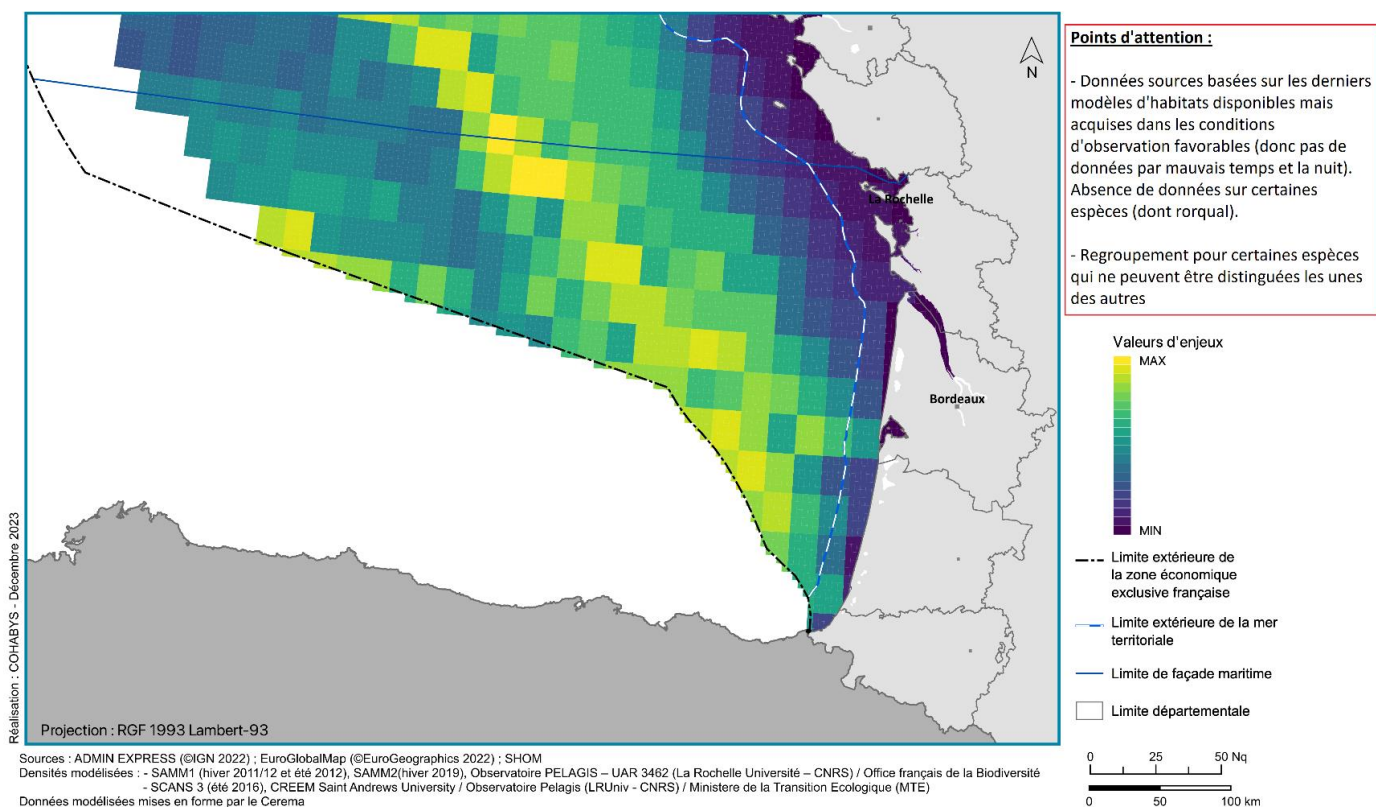 N
La Rochelle
Bordeaux
Projection : RGF 1993 Lambert-93
Réalisation : COHABYS - Décembre 2023
Points d'attention :
- Données sources basées sur les derniers
modèles d'habitats disponibles mais
acquises dans les conditions
d'observation favorables (donc pas de
données par mauvais temps et la nuit).
Absence de données sur certaines
espèces (dont rorqual).
- Regroupement pour certaines espèces
qui ne peuvent être distinguées les unes
des autres
Valeurs d'enjeux
MAX
MIN
Limite extérieure de
la zone économique
exclusive française
Limite extérieure de la mer
territoriale
Limite de façade maritime
Limite départementale
0 25 50 Nq
0 50 100 km
Sources : ADMIN EXPRESS (©IGN 2022) ; EuroGlobalMap (©EuroGeographics 2022) ; SHOM
Densités modélisées : - SAMM1 (hiver 2011/12 et été 2012), SAMM2(hiver 2019), Observatoire PELAGIS – UAR 3462 (La Rochelle Université – CNRS) / Office français de la Biodiversité
- SCANS 3 (été 2016), CREEM Saint Andrews University / Observatoire Pelagis (LRUniv - CNRS) / Ministere de la Transition Ecologique (MTE)
Données modélisées mises en forme par le Cerema